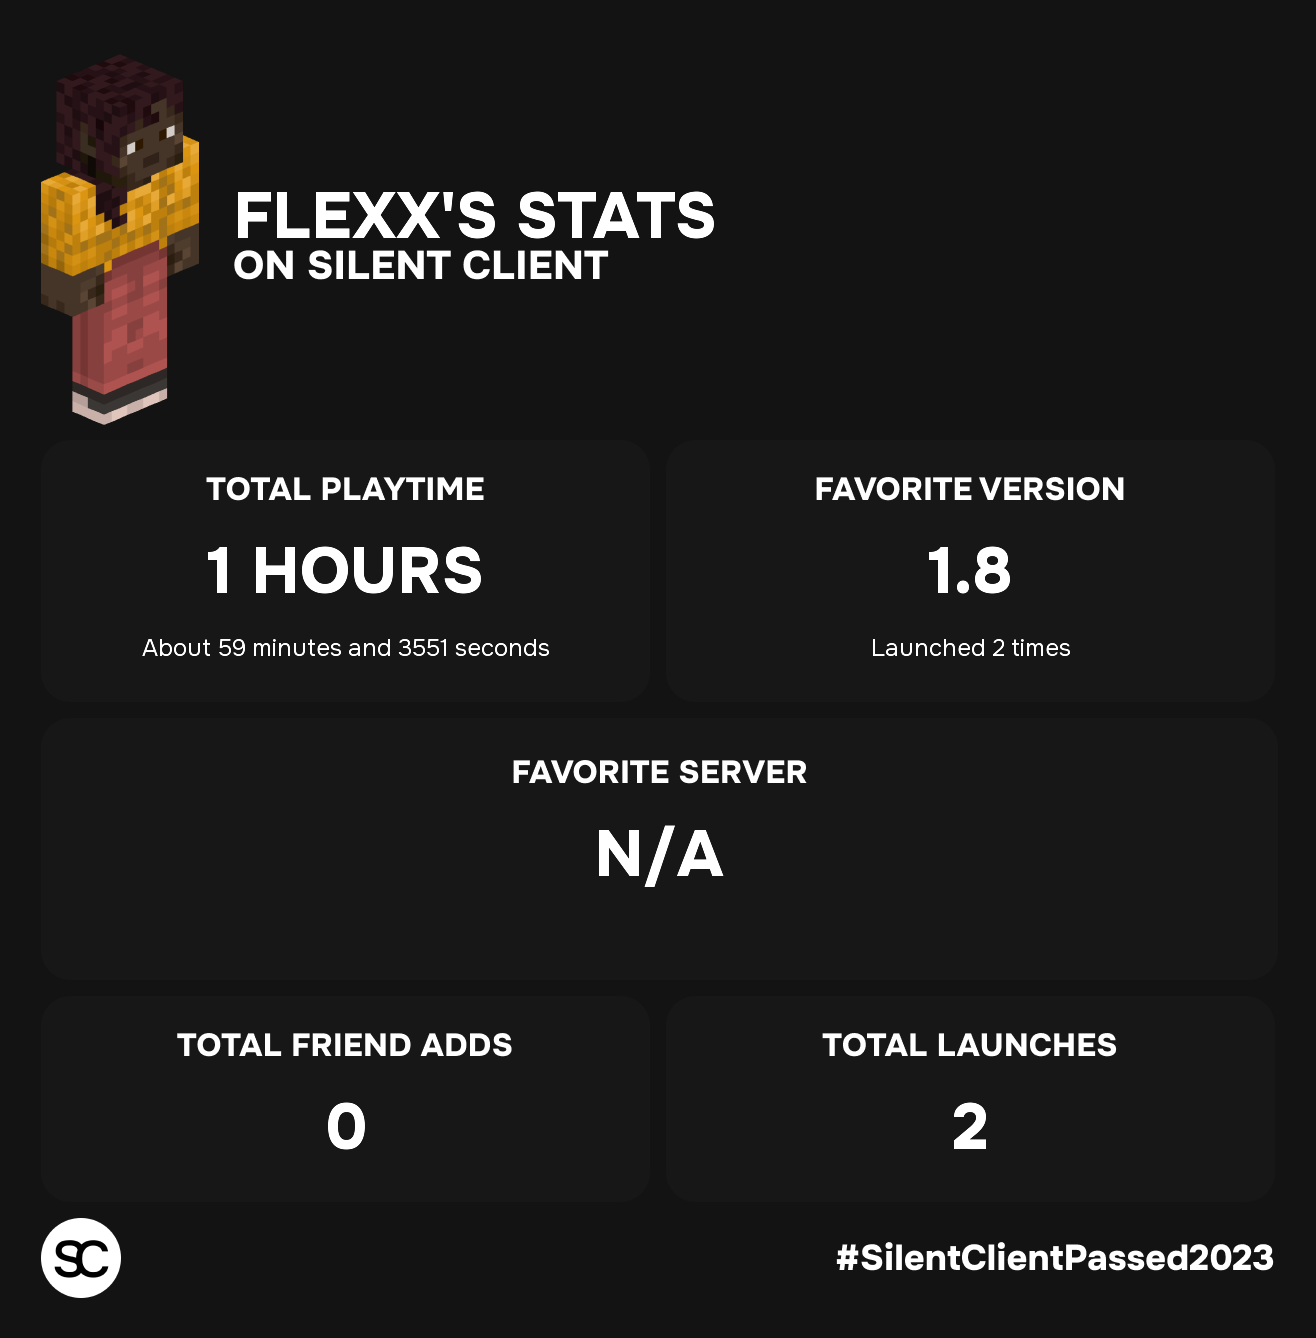 FLEXX'S STATS
ON SILENT CLIENT
TOTAL PLAYTIME
1 HOURS
About 59 minutes and 3551 seconds
FAVORITE VERSION
1.8
Launched 2 times
FAVORITE SERVER
N/A
TOTAL FRIEND ADDS
0
TOTAL LAUNCHES
2
SC
#SilentClientPassed2023